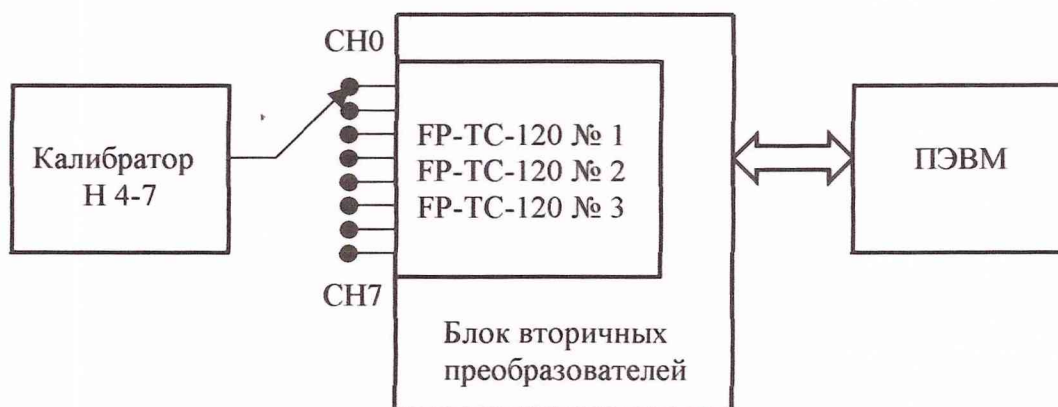 CH0
Калибратор
Н 4-7
FP-TC-120 № 1
FP-TC-120 № 2
FP-TC-120 № 3
ПЭВМ
CH7
Блок вторичных
преобразователей